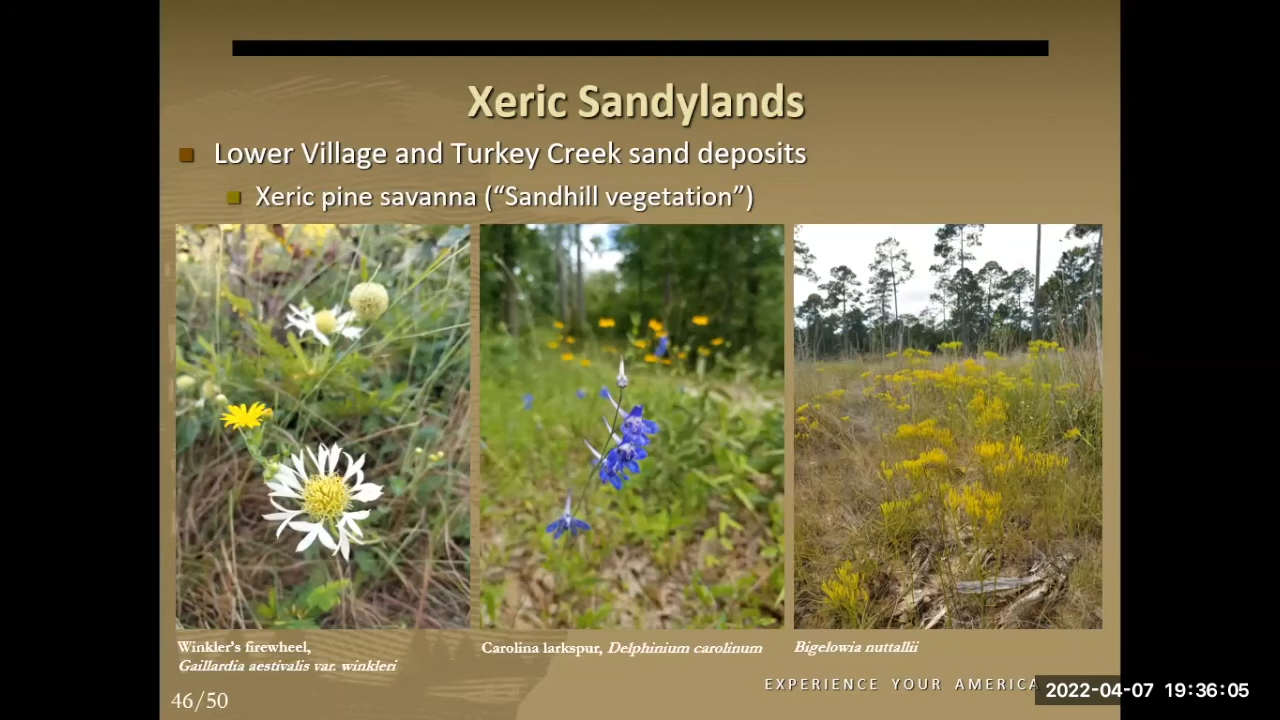 Xeric Sandylands
Lower Village and Turkey Creek sand deposits
Xeric pine savanna (“Sandhill vegetation”)
Winkler's firewheel,
Gaillardia aestivalis var. winkleri
Carolina larkspur, Delphinium carolinum
Bigelowia nuttallii
EXPERIENCE YOUR AMERICA
2022-04-07 19:36:05
46/50